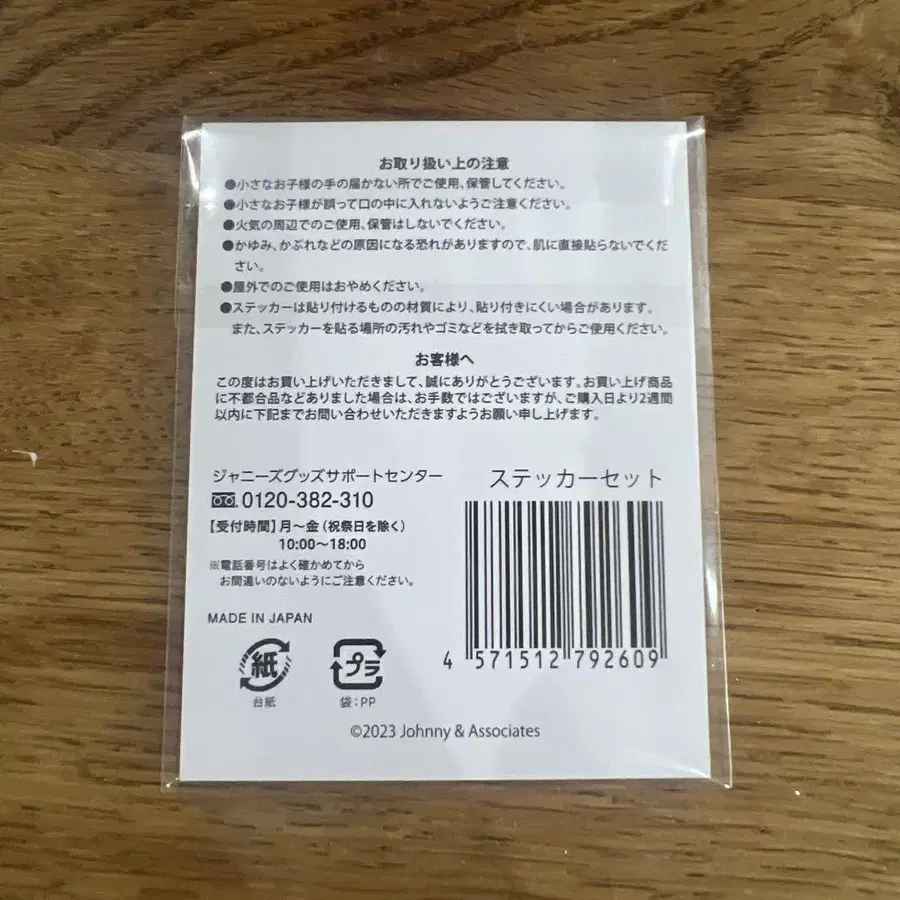 お取り扱い上の注意
●小さなお子様の手の届かない所でご使用、保管してください。
●小さなお子様が誤って口の中に入れないようご注意ください。
●火気の周辺でのご使用、保管はしないでください。
●かゆみ、かぶれなどの原因になる恐れがありますので、肌に直接貼らないでくだ
さい。
●屋外でのご使用はおやめください。
●ステッカーは貼り付けるものの材質により、貼り付きにくい場合があります。
また、ステッカーを貼る場所の汚れやゴミなどを拭き取ってからご使用ください。
お客様へ
この度はお買い上げいただきまして、誠にありがとうございます。お買い上げ商品
に不都合品などありました場合は、お手数ではございますが、ご購入日より2週間
以内に下記までお問い合わせいただきますようお願い申し上げます。
ジャニーズグッズサポートセンター
0120-382-310
【受付時間】月〜金（祝祭日を除く）
10:00〜18:00
※電話番号はよく確かめてから
お間違いのないようにご注意ください。
MADE IN JAPAN
紙
台紙
プラ
袋：PP
ステッカーセット
4 571512 792609
©2023 Johnny & Associates